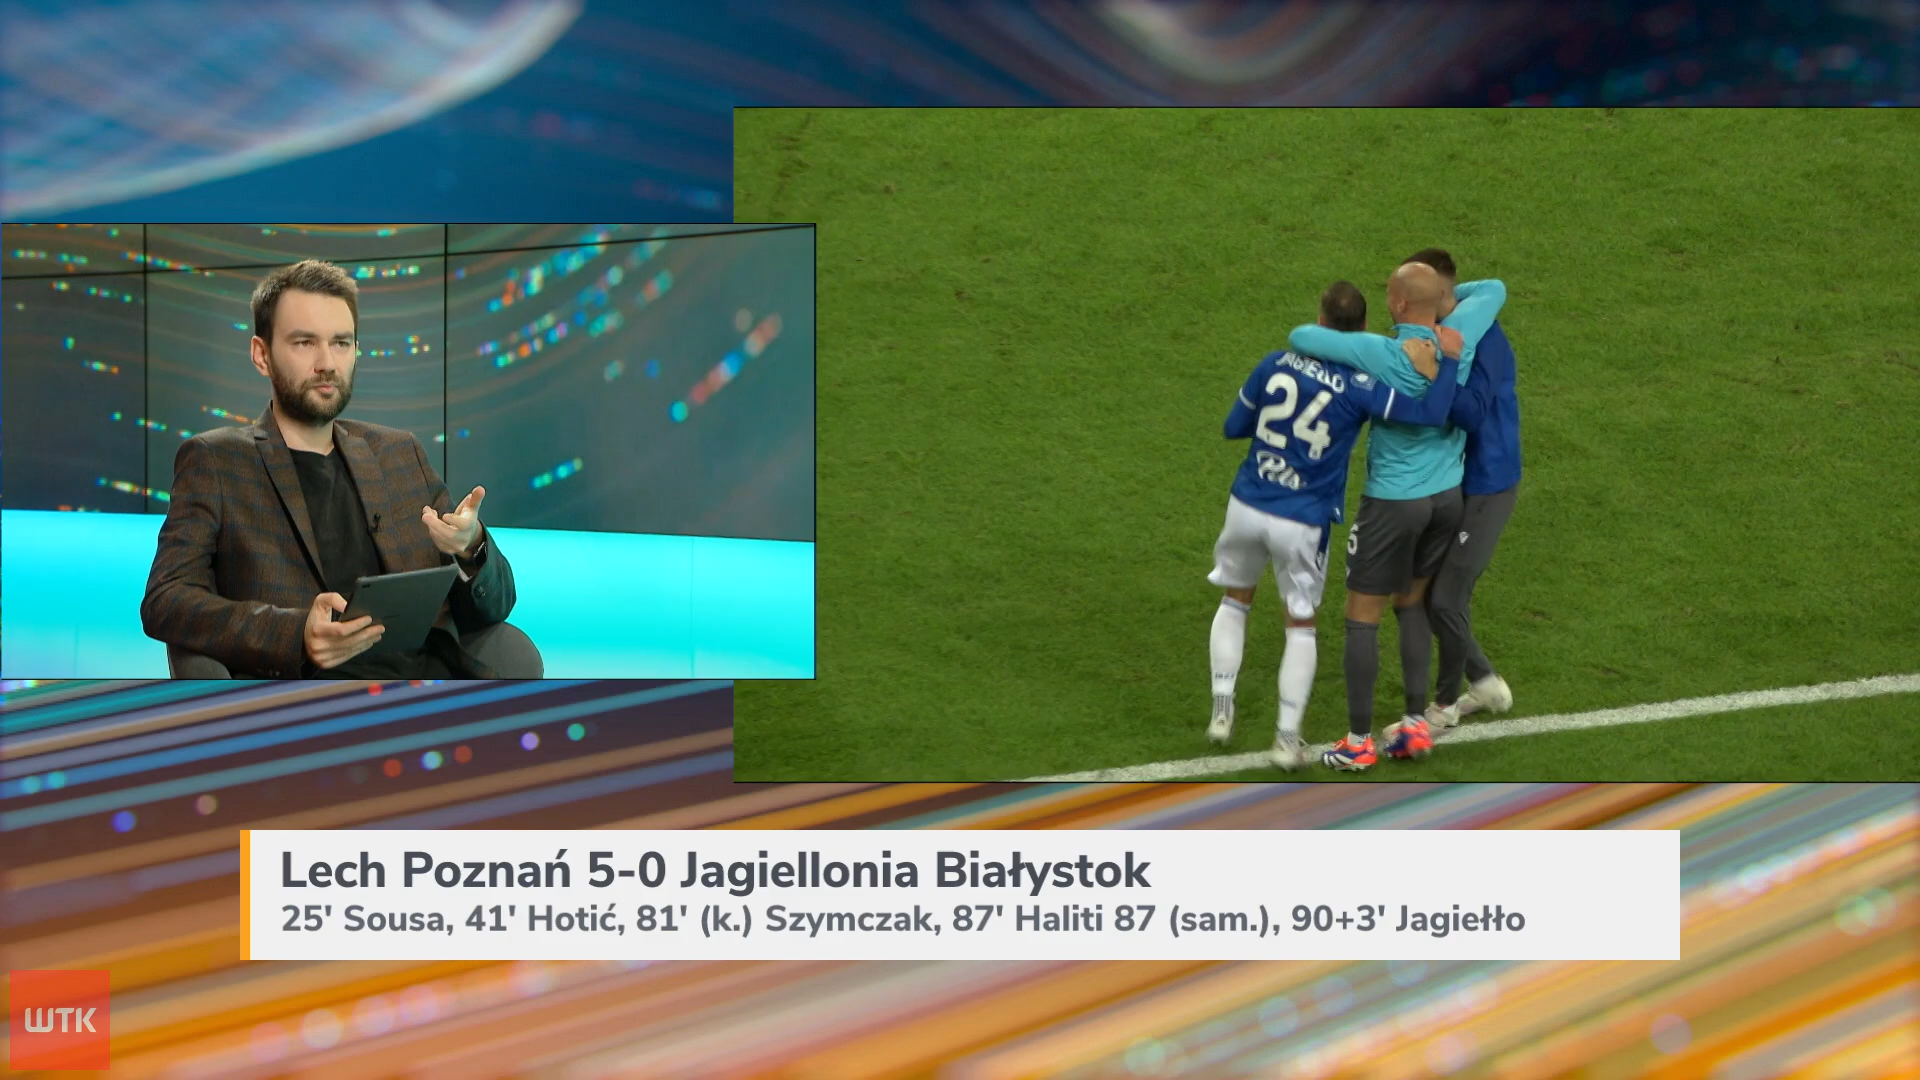 JAGIEŁŁO
24
5
Lech Poznań 5-0 Jagiellonia Białystok
25' Sousa, 41' Hotić, 81' (k.) Szymczak, 87' Haliti 87 (sam.), 90+3' Jagiełło
WTK